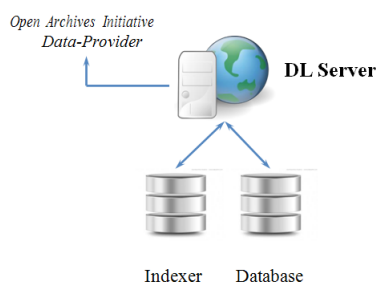 Open Archives Initiative
Data-Provider
DL Server
Indexer
Database